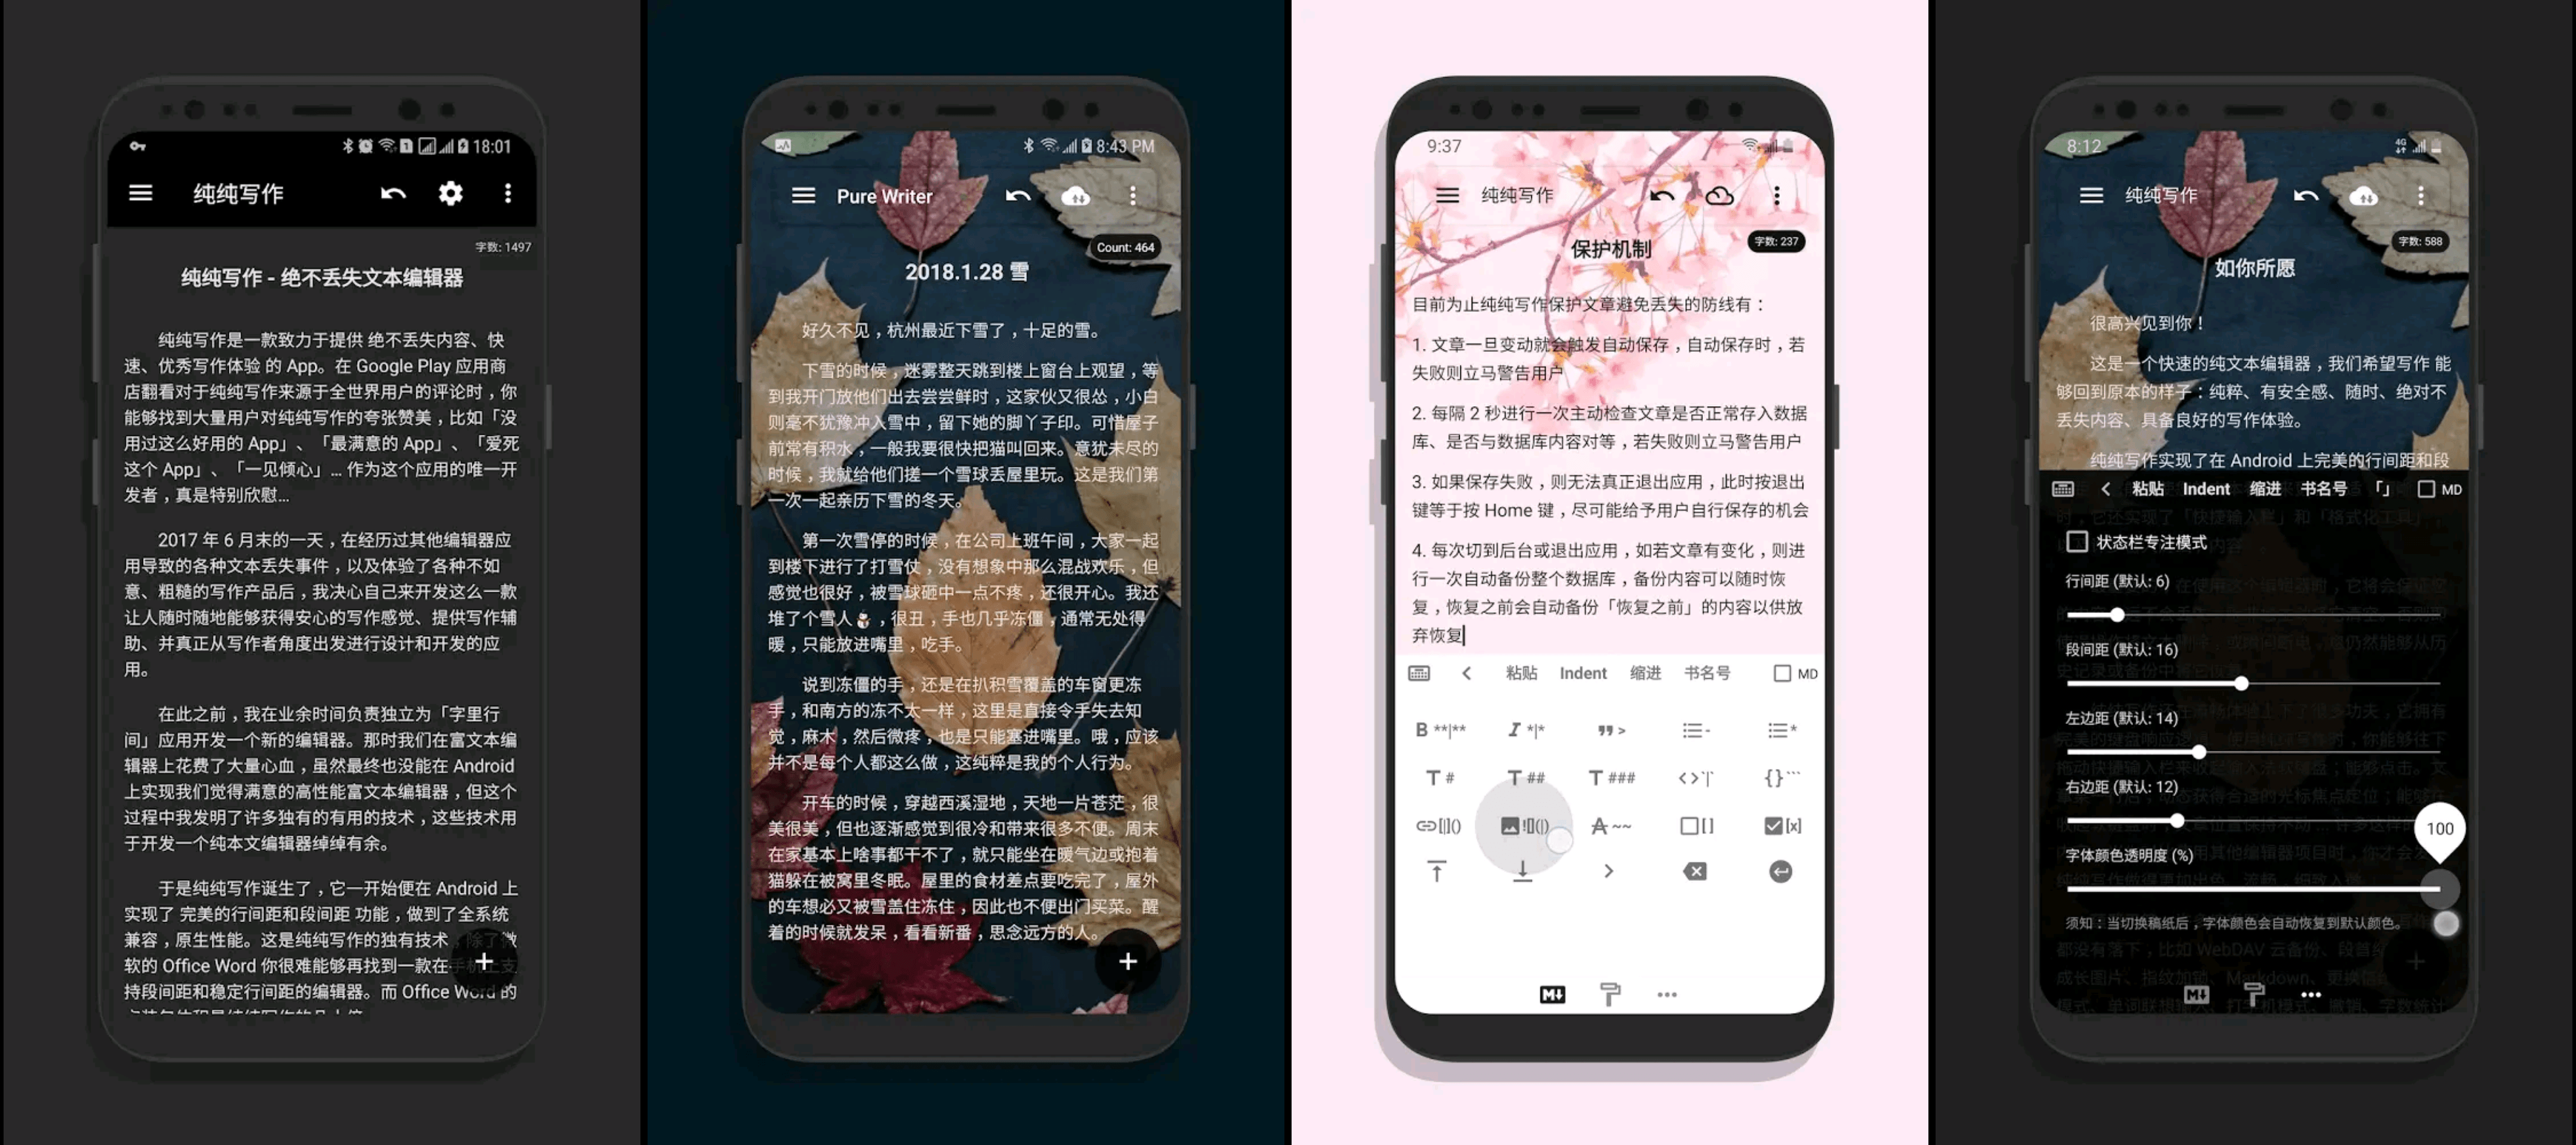 18:01
纯纯写作
字数: 1497
纯纯写作 - 绝不丢失文本编辑器
纯纯写作是一款致力于提供 绝不丢失内容、快
速、优秀写作体验 的 App。在 Google Play 应用商
店翻看对于纯纯写作来源于全世界用户的评论时，你
能够找到大量用户对纯纯写作的夸张赞美，比如「没
用过这么好用的 App」、「最满意的 App」、「爱死
这个 App」、「一见倾心」... 作为这个应用的唯一开
发者，真是特别欣慰...
2017 年 6 月末的一天，在经历过其他编辑器应
用导致的各种文本丢失事件，以及体验了各种不如
意、粗糙的写作产品后，我决心自己来开发这么一款
让人随时随地能够获得安心的写作感觉、提供写作辅
助、并真正从写作者角度出发进行设计和开发的应
用。
在此之前，我在业余时间负责独立为「字里行
间」应用开发一个新的编辑器。那时我们在富文本编
辑器上花费了大量心血，虽然最终也没能在 Android
上实现我们觉得满意的高性能富文本编辑器，但这个
过程中我发明了许多独有的有用的技术，这些技术用
于开发一个纯本文编辑器绰绰有余。
于是纯纯写作诞生了，它一开始便在 Android 上
实现了 完美的行间距和段间距 功能，做到了全系统
兼容，原生性能。这是纯纯写作的独有技术，除了微
软的 Office Word 你很难能够再找到一款在手机上支
持段间距和稳定行间距的编辑器。而 Office Word 的
8:43 PM
Pure Writer
Count: 464
2018.1.28 雪
好久不见，杭州最近下雪了，十足的雪。
下雪的时候，迷雾整天跳到楼上窗台上观望，等
到我开门放他们出去尝尝鲜时，这家伙又很怂，小白
则毫不犹豫冲入雪中，留下她的脚丫子印。可惜屋子
前常有积水，一般我要很快把猫叫回来。意犹未尽的
时候，我就给他们搓一个雪球丢屋里玩。这是我们第
一次一起亲历下雪的冬天。
第一次雪停的时候，在公司上班午间，大家一起
到楼下进行了打雪仗，没有想象中那么混战欢乐，但
感觉也很好，被雪球砸中一点不疼，还很开心。我还
堆了个雪人⛄，很丑，手也几乎冻僵，通常无处得
暖，只能放进嘴里，吃手。
说到冻僵的手，还是在扒积雪覆盖的车窗更冻
手，和南方的冻不太一样，这里是直接令手失去知
觉，麻木，然后微疼，也是只能塞进嘴里。哦，应该
并不是每个人都这么做，这纯粹是我的个人行为。
开车的时候，穿越西溪湿地，天地一片苍茫，很
美很美，但也逐渐感觉到很冷和带来很多不便。周末
在家基本上啥事都干不了，就只能坐在暖气边或抱着
猫躲在被窝里冬眠。屋里的食材差点要吃完了，屋外
的车想必又被雪盖住冻住，因此也不便出门买菜。醒
着的时候就发呆，看看新番，思念远方的人。
9:37
纯纯写作
字数: 237
保护机制
目前为止纯纯写作保护文章避免丢失的防线有：
1. 文章一旦变动就会触发自动保存，自动保存时，若
失败则立马警告用户
2. 每隔 2 秒进行一次主动检查文章是否正常存入数据
库、是否与数据库内容对等，若失败则立马警告用户
3. 如果保存失败，则无法真正退出应用，此时按退出
键等于按 Home 键，尽可能给予用户自行保存的机会
4. 每次切到后台或退出应用，如若文章有变化，则进
行一次自动备份整个数据库，备份内容可以随时恢
复，恢复之前会自动备份「恢复之前」的内容以供放
弃恢复
粘贴 Indent 缩进 书名号 MD
B **|** I *|* > - *
T # T ## T ### <>`|` {}```
[|]() ![](|) A ~~ [] [x]
M
8:12
4G
纯纯写作
字数: 588
如你所愿
很高兴见到你！
这是一个快速的纯文本编辑器，我们希望写作 能
够回到原本的样子：纯粹、有安全感、随时、绝对不
丢失内容、具备良好的写作体验。
纯纯写作实现了在 Android 上完美的行间距和段
粘贴 Indent 缩进 书名号 「」 MD
状态栏专注模式
行间距 (默认: 6)
段间距 (默认: 16)
左边距 (默认: 14)
右边距 (默认: 12)
100
字体颜色透明度 (%)
须知：当切换稿纸后，字体颜色会自动恢复到默认颜色。
M